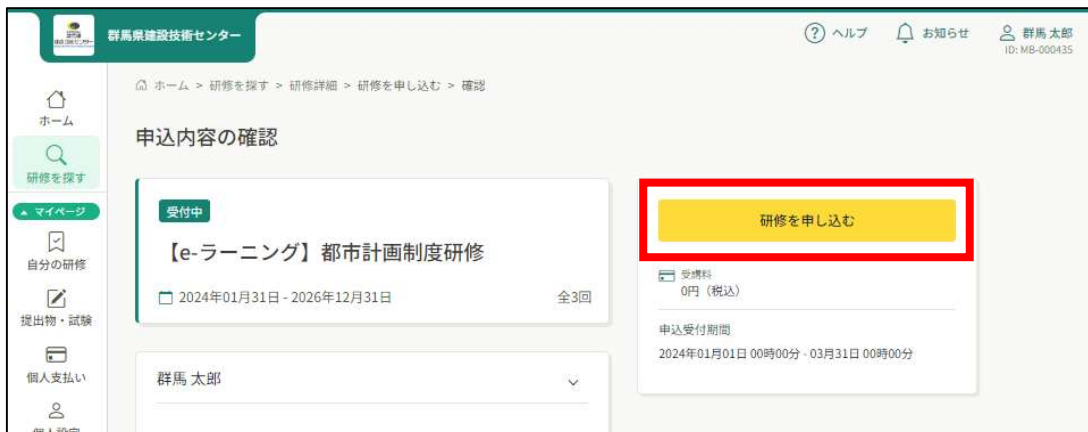 群馬県建設技術センター
ヘルプ
お知らせ
群馬 太郎
ID: MB-000435
ホーム > 研修を探す > 研修詳細 > 研修を申し込む > 確認
ホーム
研修を探す
マイページ
自分の研修
提出物・試験
個人支払い
個人設定
申込内容の確認
受付中
【e-ラーニング】都市計画制度研修
2024年01月31日 - 2026年12月31日
全3回
群馬 太郎
研修を申し込む
受講料
0円（税込）
申込受付期間
2024年01月01日 00時00分 - 03月31日 00時00分